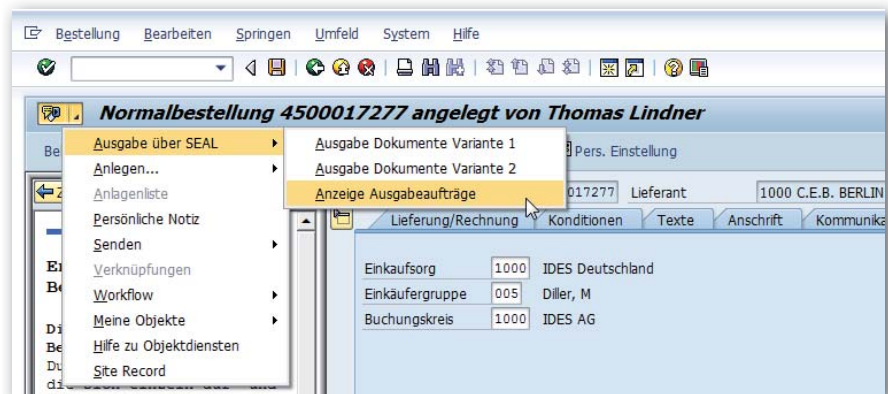 Bestellung Bearbeiten Springen Umfeld System Hilfe
Normalbestellung 4500017277 angelegt von Thomas Lindner
Be Pers. Einstellung
Ausgabe über SEAL
Ausgabe Dokumente Variante 1
Anlegen...
Ausgabe Dokumente Variante 2
Anlagenliste
Anzeige Ausgabeaufträge
017277 Lieferant 1000 C.E.B. BERLIN
Persönliche Notiz
Lieferung/Rechnung Konditionen Texte Anschrift Kommunika
Senden
Verknüpfungen
Einkaufsorg 1000 IDES Deutschland
Workflow
Einkäufergruppe 005 Diller, M
Meine Objekte
Buchungskreis 1000 IDES AG
Hilfe zu Objektdiensten
Site Record